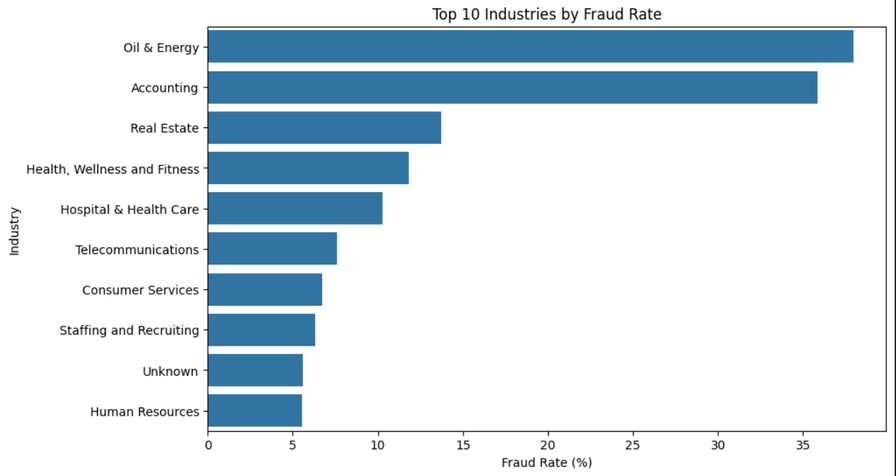 Top 10 Industries by Fraud Rate
Industry
Oil & Energy
Accounting
Real Estate
Health, Wellness and Fitness
Hospital & Health Care
Telecommunications
Consumer Services
Staffing and Recruiting
Unknown
Human Resources
0 5 10 15 20 25 30 35
Fraud Rate (%)